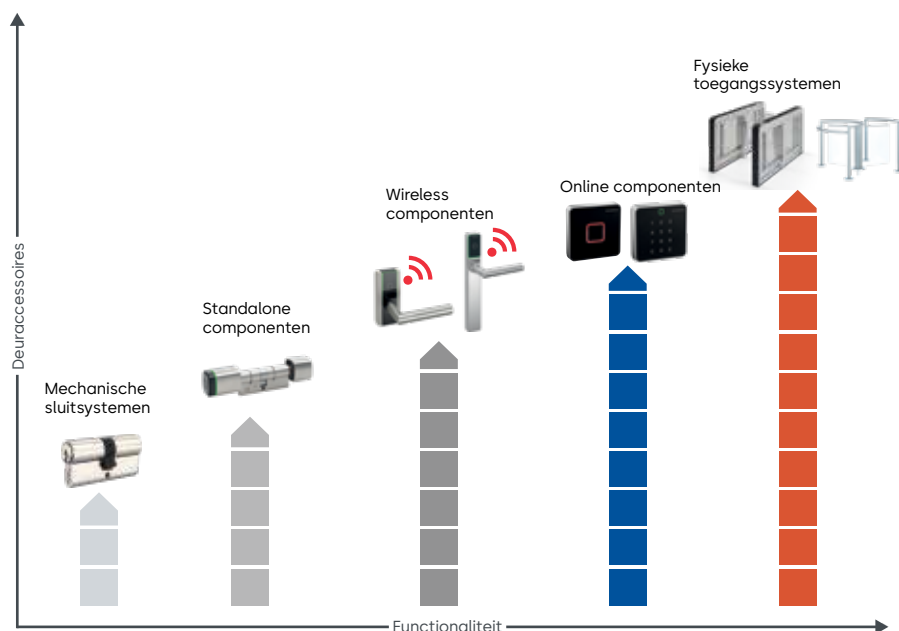 Fysieke
toegangssystemen
Online componenten
Wireless
componenten
Standalone
componenten
Mechanische
sluitsystemen
Deuraccessoires
Functionaliteit